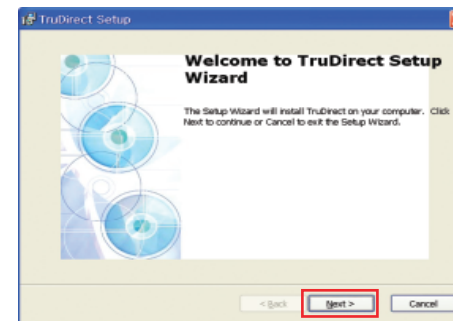 TruDirect Setup
Welcome to TruDirect Setup
Wizard
The Setup Wizard will install TruDirect on your computer. Click
Next to continue or Cancel to exit the Setup Wizard.
< Back Next > Cancel